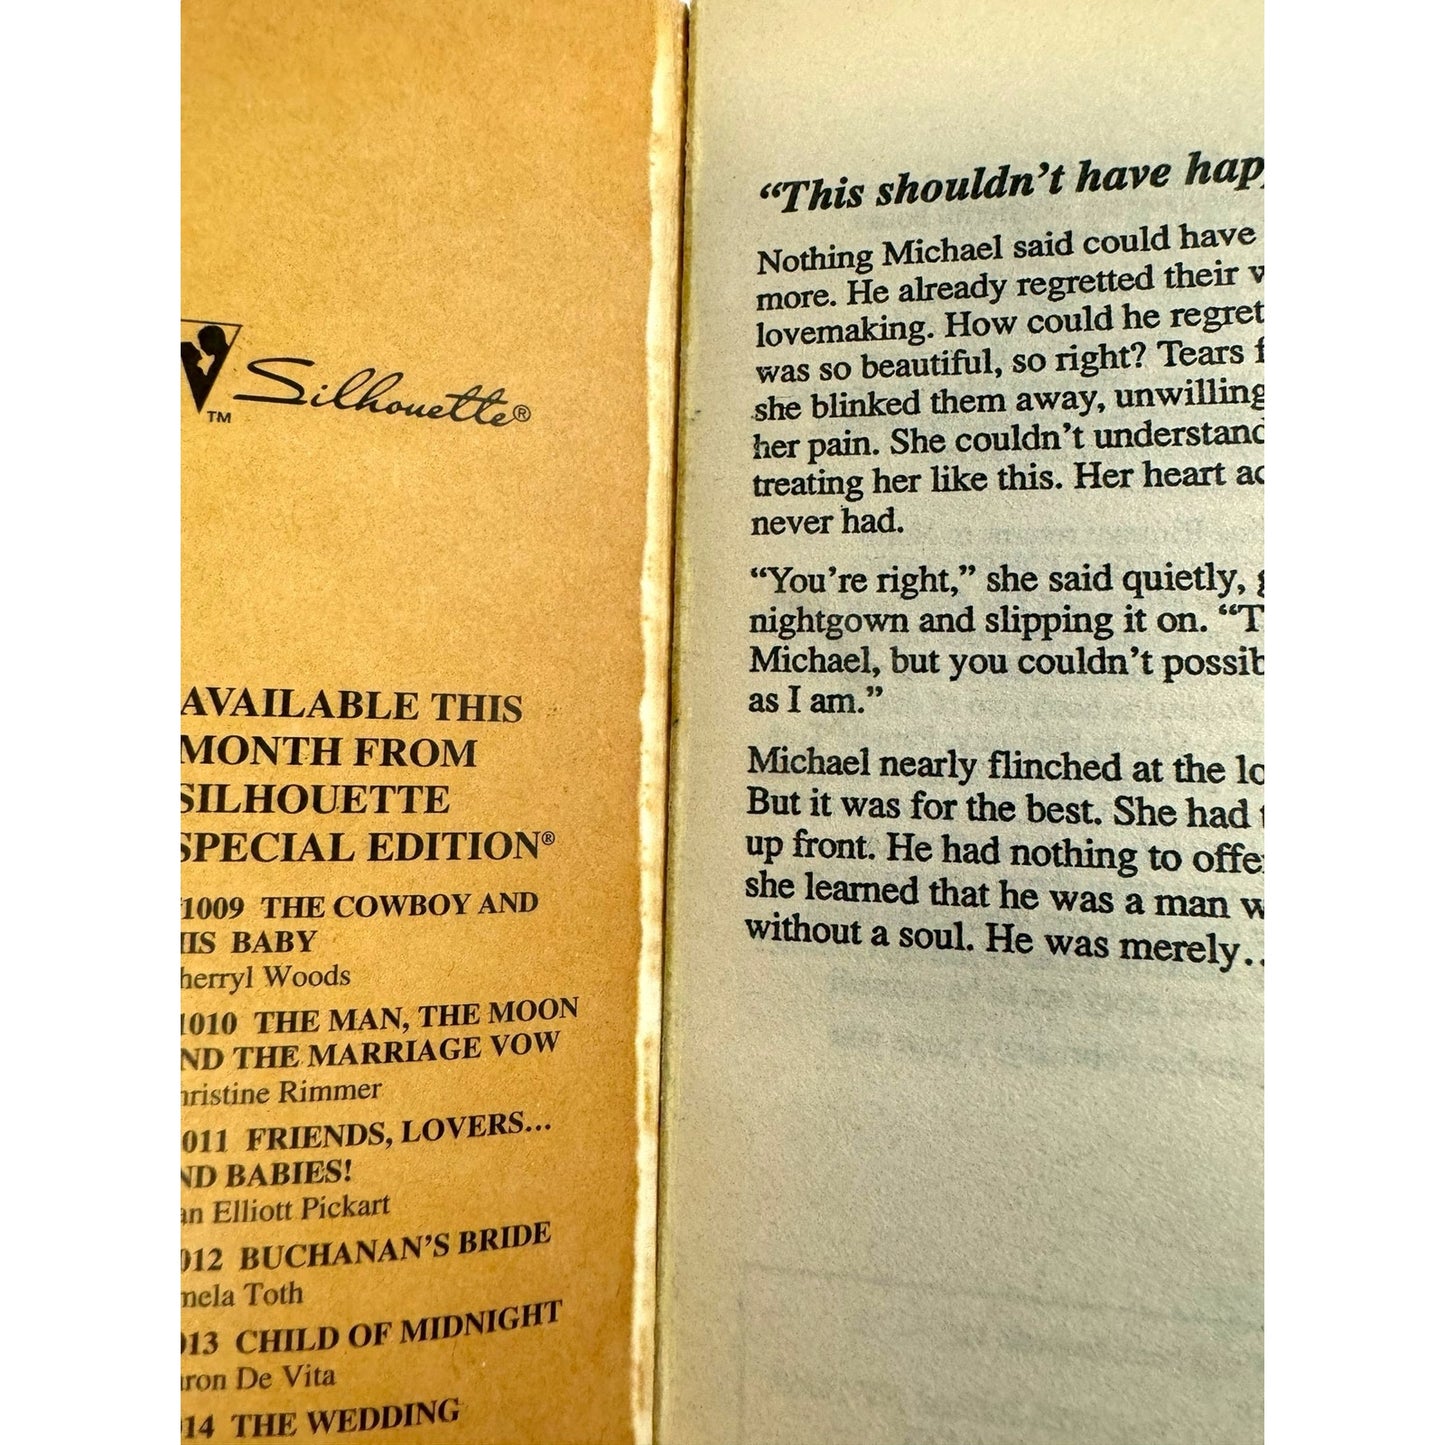 TM Silhouette®
AVAILABLE THIS
MONTH FROM
SILHOUETTE
SPECIAL EDITION®
1009 THE COWBOY AND
BABY
Woods
1010 THE MAN, THE MOON
THE MARRIAGE VOW
Rimmer
FRIENDS, LOVERS...
BABIES!
Elliott Pickart
BUCHANAN'S BRIDE
Toth
CHILD OF MIDNIGHT
De Vita
THE WEDDING
“This shouldn't have
Nothing Michael said could have
more. He already regretted their
lovemaking. How could he regret
was so beautiful, so right? Tears
she blinked them away, unwilling
her pain. She couldn't understand
treating her like this. Her heart
never had.
“You're right,” she said quietly,
nightgown and slipping it on.
Michael, but you couldn't
as I am.”
Michael nearly flinched at the
But it was for the best. She had
up front. He had nothing to
she learned that he was a man
without a soul. He was merely..